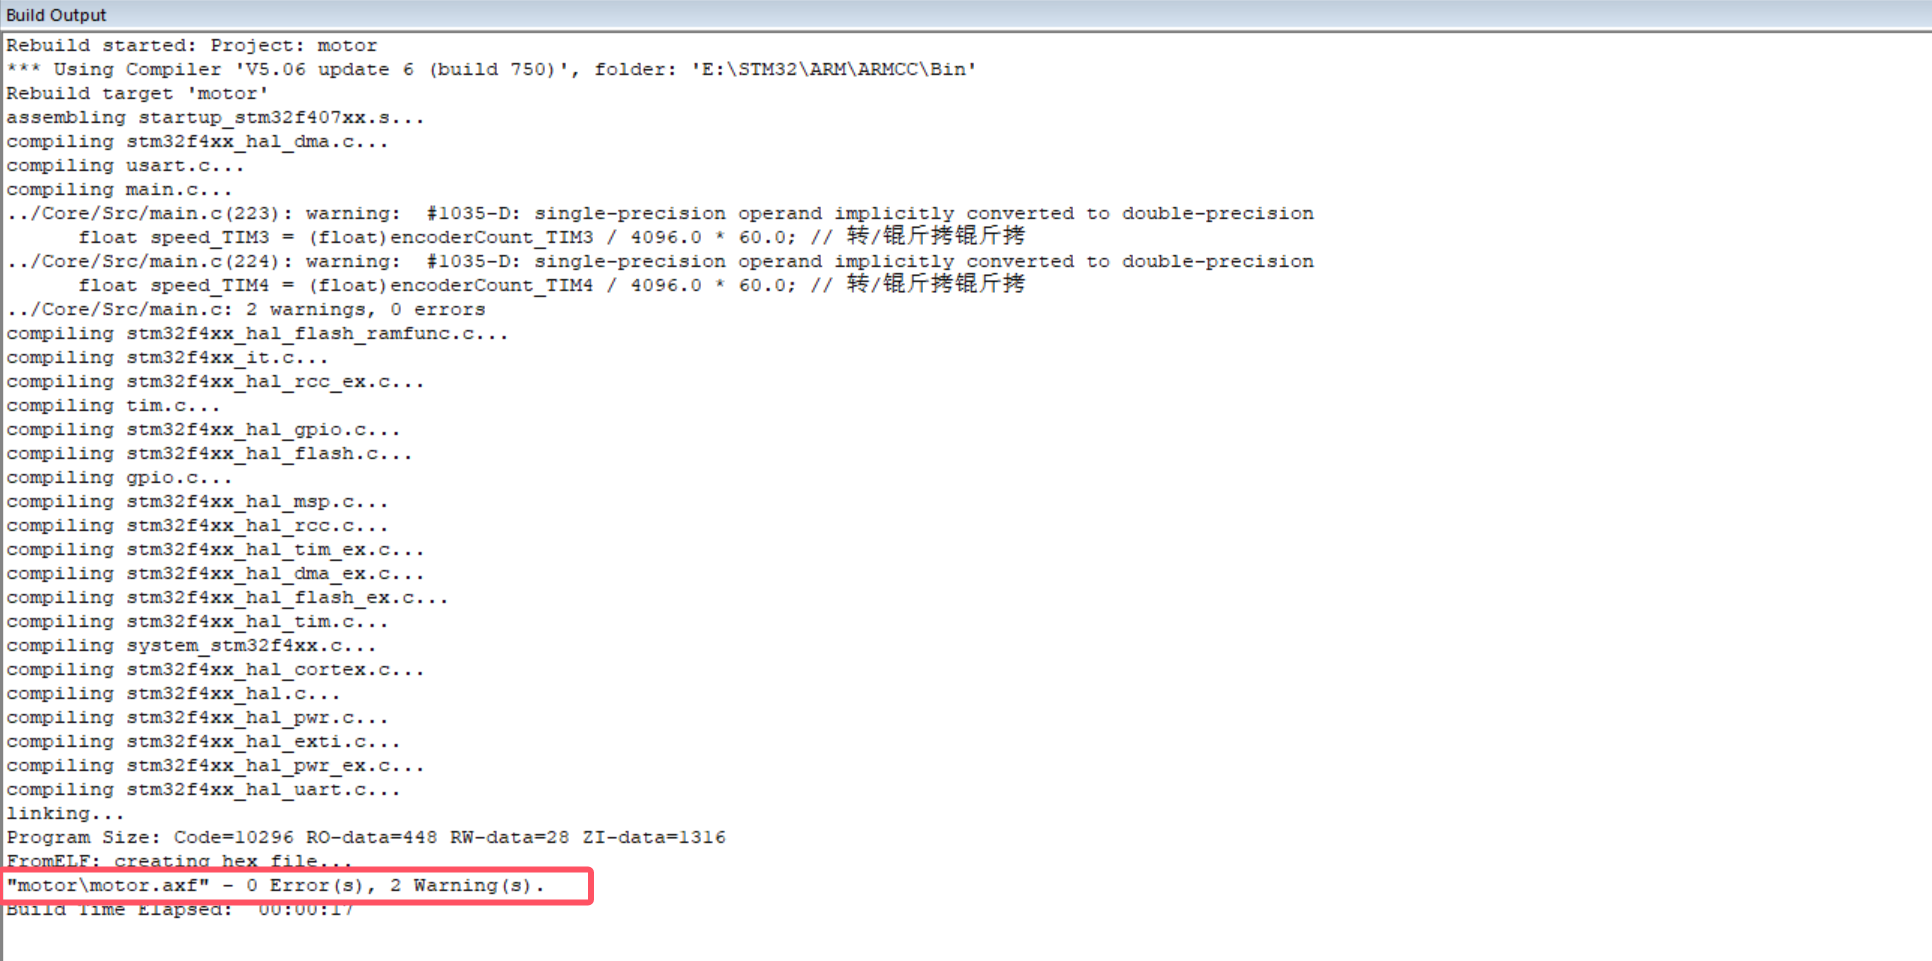 Build Output
Rebuild started: Project: motor
*** Using Compiler 'V5.06 update 6 (build 750)', folder: 'E:\STM32\ARM\ARMCC\Bin'
Rebuild target 'motor'
assembling startup_stm32f407xx.s...
compiling stm32f4xx_hal_dma.c...
compiling usart.c...
compiling main.c...
../Core/Src/main.c(223): warning:  #1035-D: single-precision operand implicitly converted to double-precision
      float speed_TIM3 = (float)encoderCount_TIM3 / 4096.0 * 60.0; // 转/锟斤拷锟斤拷
../Core/Src/main.c(224): warning:  #1035-D: single-precision operand implicitly converted to double-precision
      float speed_TIM4 = (float)encoderCount_TIM4 / 4096.0 * 60.0; // 转/锟斤拷锟斤拷
../Core/Src/main.c: 2 warnings, 0 errors
compiling stm32f4xx_hal_flash_ramfunc.c...
compiling stm32f4xx_it.c...
compiling stm32f4xx_hal_rcc_ex.c...
compiling tim.c...
compiling stm32f4xx_hal_gpio.c...
compiling stm32f4xx_hal_flash.c...
compiling gpio.c...
compiling stm32f4xx_hal_msp.c...
compiling stm32f4xx_hal_rcc.c...
compiling stm32f4xx_hal_tim_ex.c...
compiling stm32f4xx_hal_dma_ex.c...
compiling stm32f4xx_hal_flash_ex.c...
compiling stm32f4xx_hal_tim.c...
compiling system_stm32f4xx.c...
compiling stm32f4xx_hal_cortex.c...
compiling stm32f4xx_hal.c...
compiling stm32f4xx_hal_pwr.c...
compiling stm32f4xx_hal_exti.c...
compiling stm32f4xx_hal_pwr_ex.c...
compiling stm32f4xx_hal_uart.c...
linking...
Program Size: Code=10296 RO-data=448 RW-data=28 ZI-data=1316
FromELF: creating hex file...
"motor\motor.axf" - 0 Error(s), 2 Warning(s).
Build Time Elapsed:  00:00:17